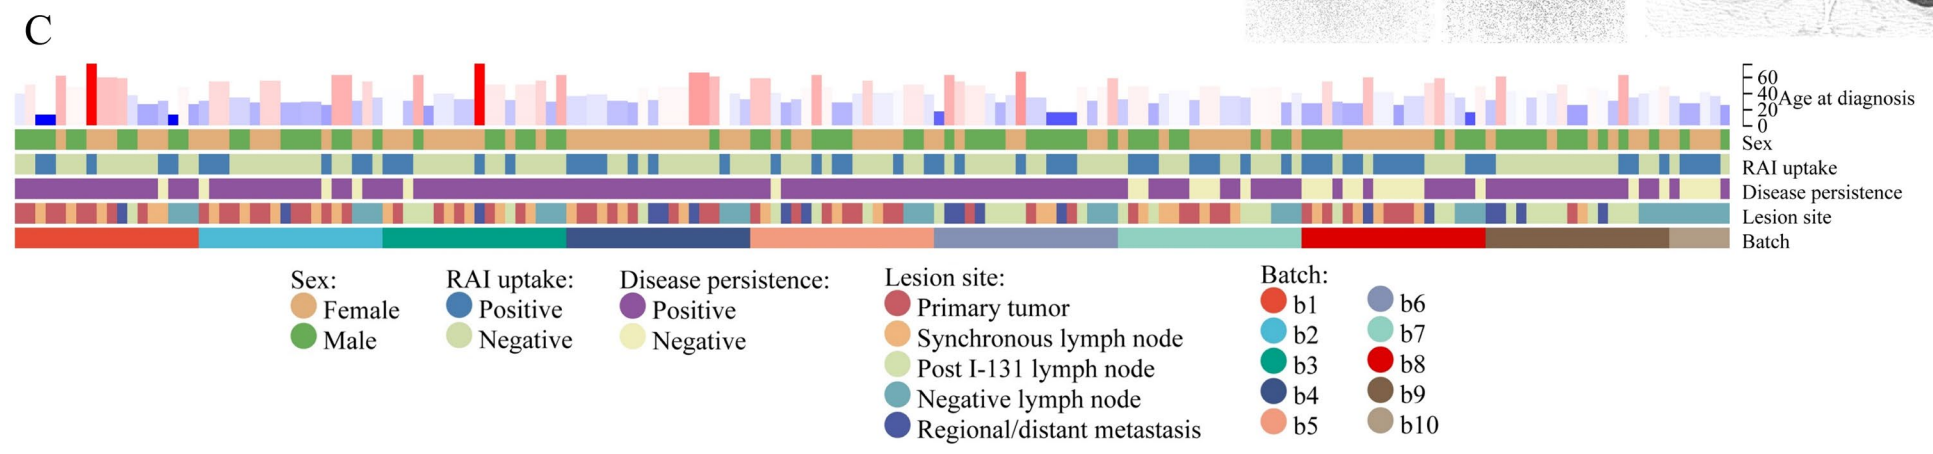 C
60
40
20
0
Age at diagnosis
Sex
RAI uptake
Disease persistence
Lesion site
Batch
Sex:
Female
Male
RAI uptake:
Positive
Negative
Disease persistence:
Positive
Negative
Lesion site:
Primary tumor
Synchronous lymph node
Post I-131 lymph node
Negative lymph node
Regional/distant metastasis
Batch:
b1
b2
b3
b4
b5
b6
b7
b8
b9
b10